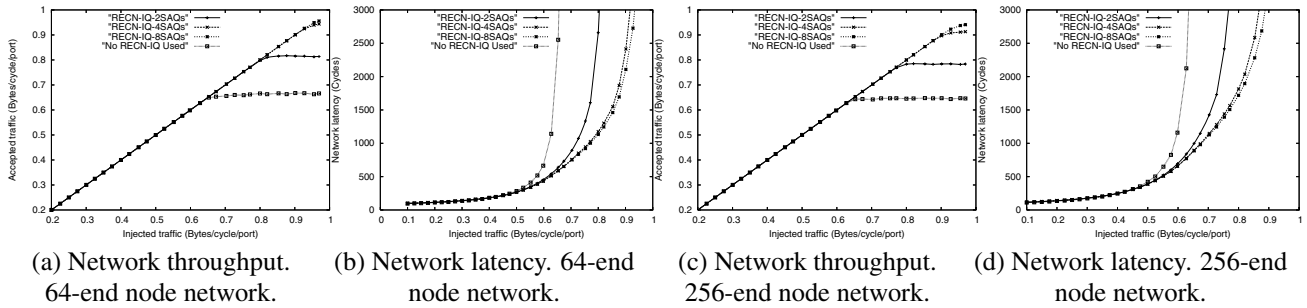 1
0.9
0.8
0.7
0.6
0.5
0.4
0.3
0.2
Accepted traffic (Bytes/cycle/port)
"RECN-IQ-2SAQs"
"RECN-IQ-4SAQs"
"RECN-IQ-8SAQs"
"No RECN-IQ Used"
0.2 0.3 0.4 0.5 0.6 0.7 0.8 0.9 1
Injected traffic (Bytes/cycle/port)
3000
2500
2000
1500
1000
500
0
Network latency (Cycles)
"RECN-IQ-2SAQs"
"RECN-IQ-4SAQs"
"RECN-IQ-8SAQs"
"No RECN-IQ Used"
0 0.1 0.2 0.3 0.4 0.5 0.6 0.7 0.8 0.9 1
Injected traffic (Bytes/cycle/port)
1
0.9
0.8
0.7
0.6
0.5
0.4
0.3
0.2
Accepted traffic (Bytes/cycle/port)
"RECN-IQ-2SAQs"
"RECN-IQ-4SAQs"
"RECN-IQ-8SAQs"
"No RECN-IQ Used"
0.2 0.3 0.4 0.5 0.6 0.7 0.8 0.9 1
Injected traffic (Bytes/cycle/port)
3000
2500
2000
1500
1000
500
0
Network latency (Cycles)
"RECN-IQ-2SAQs"
"RECN-IQ-4SAQs"
"RECN-IQ-8SAQs"
"No RECN-IQ Used"
0.1 0.2 0.3 0.4 0.5 0.6 0.7 0.8 0.9 1
Injected traffic (Bytes/cycle/port)
(a) Network throughput.
64-end node network.
(b) Network latency. 64-end
node network.
(c) Network throughput.
256-end node network.
(d) Network latency. 256-end
node network.